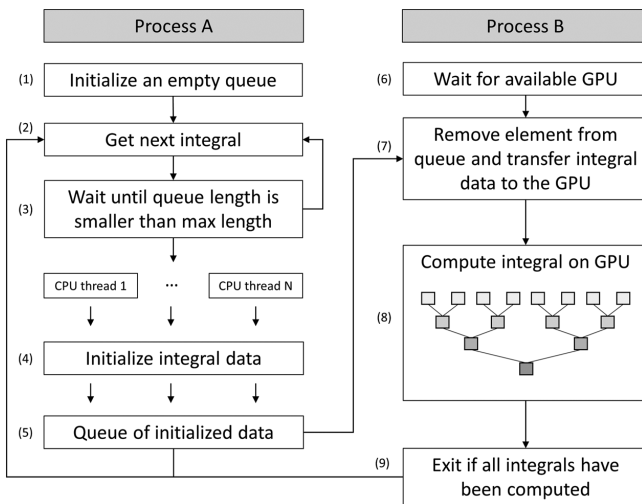 Process A
(1)
Initialize an empty queue
(2)
Get next integral
(3)
Wait until queue length is
smaller than max length
CPU thread 1
...
CPU thread N
(4)
Initialize integral data
(5)
Queue of initialized data
Process B
(6)
Wait for available GPU
(7)
Remove element from
queue and transfer integral
data to the GPU
(8)
Compute integral on GPU
(9)
Exit if all integrals have
been computed